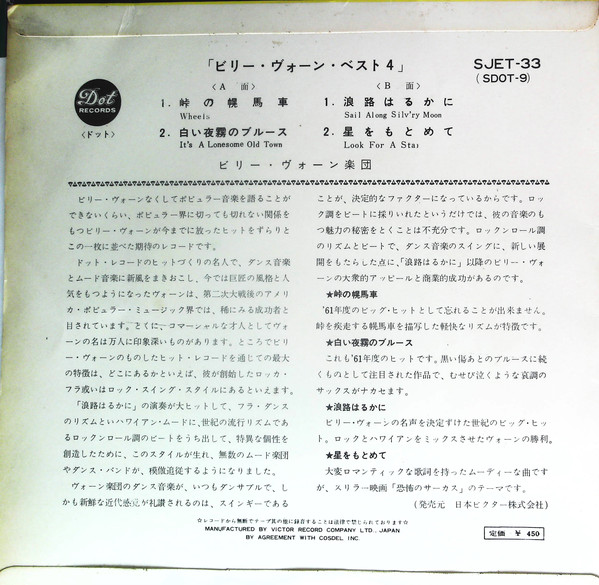 「ビリー・ヴォーン・ベスト4」
SJET-33
(SDOT-9)
Dot
RECORDS
〈ドット〉
〈A 面〉
1. 峠の幌馬車
Wheels
2. 白い夜霧のブルース
It's A Lonesome Old Town
〈B 面〉
1. 浪路はるかに
Sail Along Silv'ry Moon
2. 星をもとめて
Look For A Star
ビリー・ヴォーン楽団
ビリー・ヴォーンなくしてポピュラー音楽を語ることが
できないくらい、ポピュラー界に切っても切れない関係を
もつビリー・ヴォーンが今までに放ったヒットをずらりと
この一枚に並べた期待のレコードです。
ドット・レコードのヒットづくりの名人で、ダンス音楽
とムード音楽に新風をまきおこし、今では巨匠の風格と人
気をもつようになったヴォーンは、第二次大戦後のアメリ
カ・ポピュラー・ミュージック界では、稀にみる成功者と
目されています。とくに、コマーシャルな才人としてヴォ
ーンの名は万人に印象深いものがあります。ところでビリ
ー・ヴォーンのものしたヒット・レコードを通じての最大
の特徴は、どこにあるかといえば、彼が創始したロッカ・
フラ或いはロック・スイング・スタイルにあるといえます。
「浪路はるかに」の演奏が大ヒットして、フラ・ダンス
のリズムといハワイアン・ムードに、世紀の流行リズムであ
るロックンロール調のビートをうち出して、特異な個性を
創造したために、このスタイルが生れ、無数のムード楽団
やダンス・バンドが、模倣追従するようになりました。
ヴォーン楽団のダンス音楽が、いつもダンサブルで、し
かも新鮮な近代感覚が礼讃されるのは、スインギーである
ことが、決定的なファクターになっているからです。ロッ
ク調をビートに採りいれたというだけでは、彼の音楽のも
つ魅力の秘密をとくことは不充分です。ロックンロール調
のリズムとビートで、ダンス音楽のスイングに、新しい展
開をもたらした点に、「浪路はるかに」以降のビリー・ヴォ
ーンの大衆的アッピールと商業的成功があるのです。
★峠の幌馬車
'61年度のビッグ・ヒットとして忘れることが出来ません。
峠を疾走する幌馬車を描写した軽快なリズムが特徴です。
★白い夜霧のブルース
これも'61年度のヒットです。黒い傷あとのブルースに続
くものとして注目された作品で、むせび泣くような哀調の
サックスがナカセます。
★浪路はるかに
ビリー・ヴォーンの名声を決定ずけた世紀のビッグ・ヒッ
ト。ロックとハワイアンをミックスさせたヴォーンの勝利。
★星をもとめて
大変ロマンティックな歌詞を持ったムーディーな曲です
が、スリラー映画「恐怖のサーカス」のテーマです。
(発売元 日本ビクター株式会社)
☆レコードから無断でテープ其の他に録音することは法律で禁じられております☆
MANUFACTURED BY VICTOR RECORD COMPANY LTD., JAPAN
BY AGREEMENT WITH COSDEL INC.
定価 ¥ 450